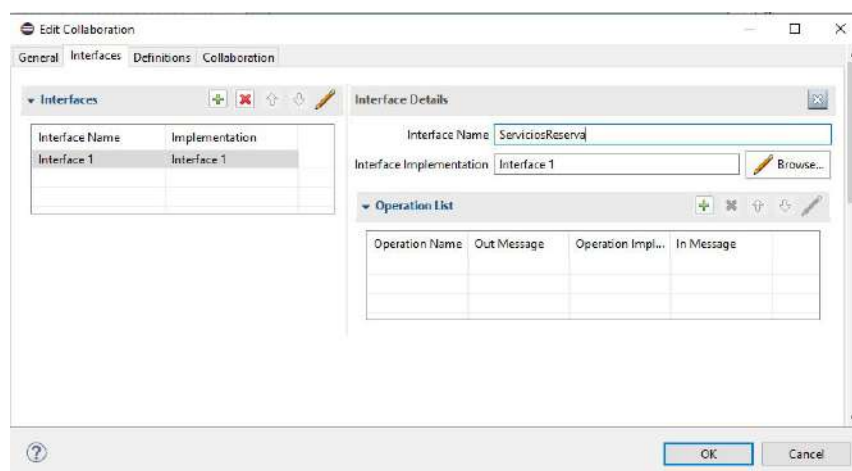 Edit Collaboration
General Interfaces Definitions Collaboration
Interfaces
Interface Name Implementation
Interface 1 Interface 1
Interface Details
Interface Name ServiciosReserva
Interface Implementation Interface 1 Browse...
Operation List
Operation Name Out Message Operation Impl... In Message
OK Cancel